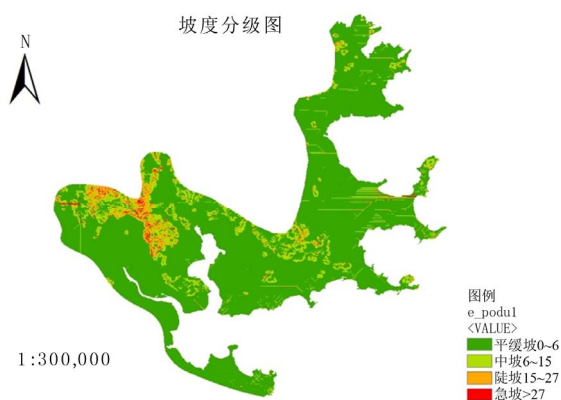 坡度分级图
N
图例
e_podu1
<VALUE>
平缓坡0~6
中坡6~15
陡坡15~27
急坡>27
1:300,000